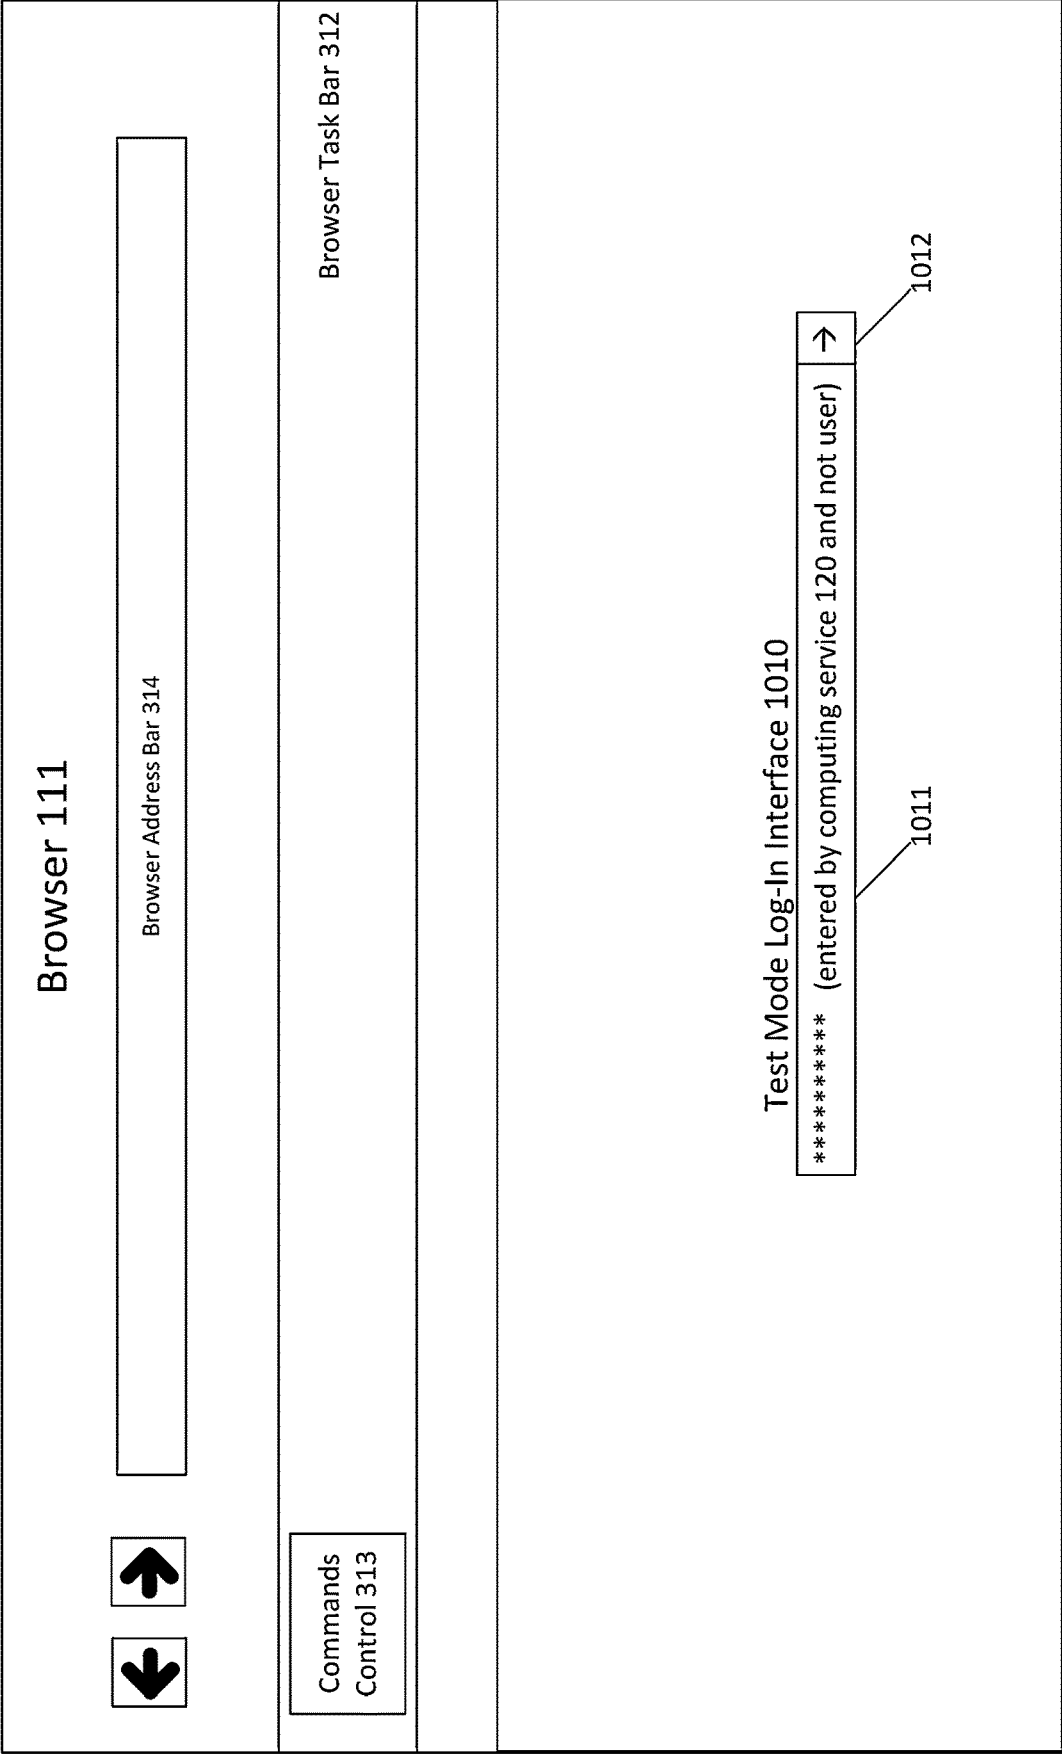 Browser 111
Browser Address Bar 314
Commands
Control 313
Browser Task Bar 312
Test Mode Log-In Interface 1010
********** (entered by computing service 120 and not user) →
1011
1012